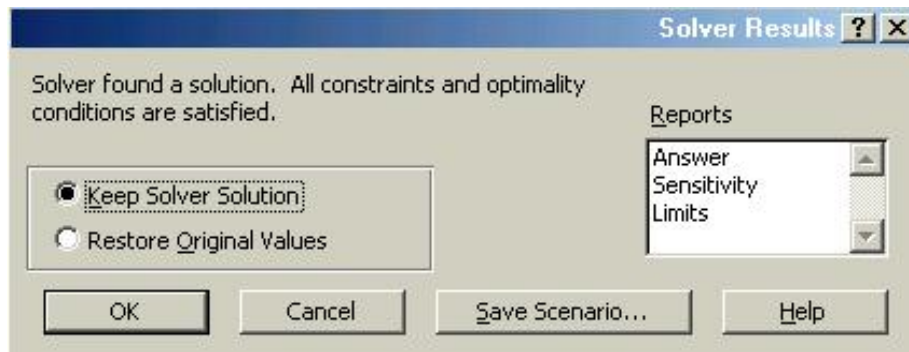 Solver Results ? X
Solver found a solution. All constraints and optimality
conditions are satisfied.
Reports
Answer
Sensitivity
Limits
Keep Solver Solution
Restore Original Values
OK Cancel Save Scenario... Help